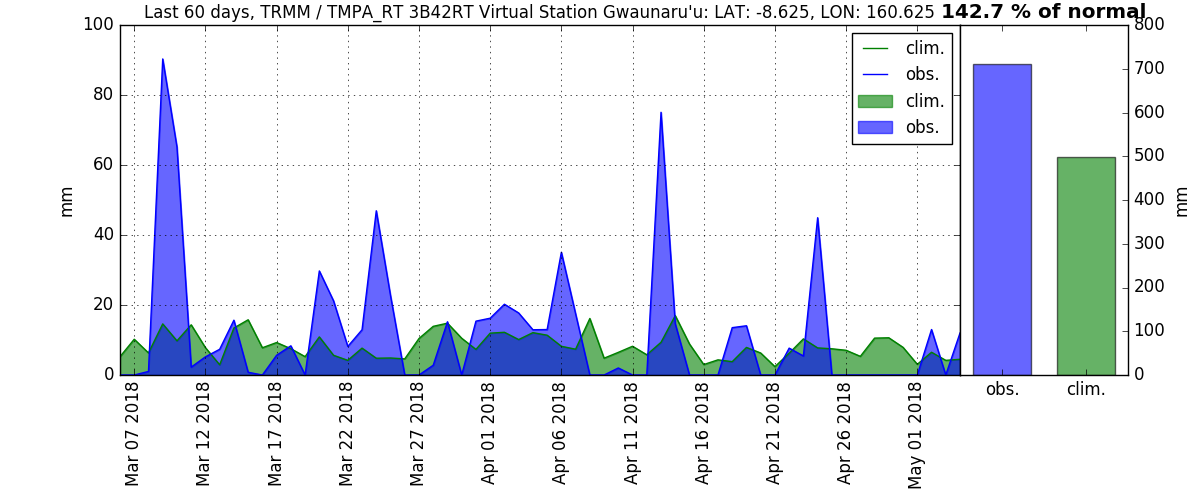 Last 60 days, TRMM / TMPA_RT 3B42RT Virtual Station Gwaunaru'u: LAT: -8.625, LON: 160.625 142.7 % of normal
100
80
60
40
20
0
mm
clim.
obs.
clim.
obs.
800
700
600
500
400
300
200
100
0
mm
Mar 07 2018
Mar 12 2018
Mar 17 2018
Mar 22 2018
Mar 27 2018
Apr 01 2018
Apr 06 2018
Apr 11 2018
Apr 16 2018
Apr 21 2018
Apr 26 2018
May 01 2018
obs.
clim.